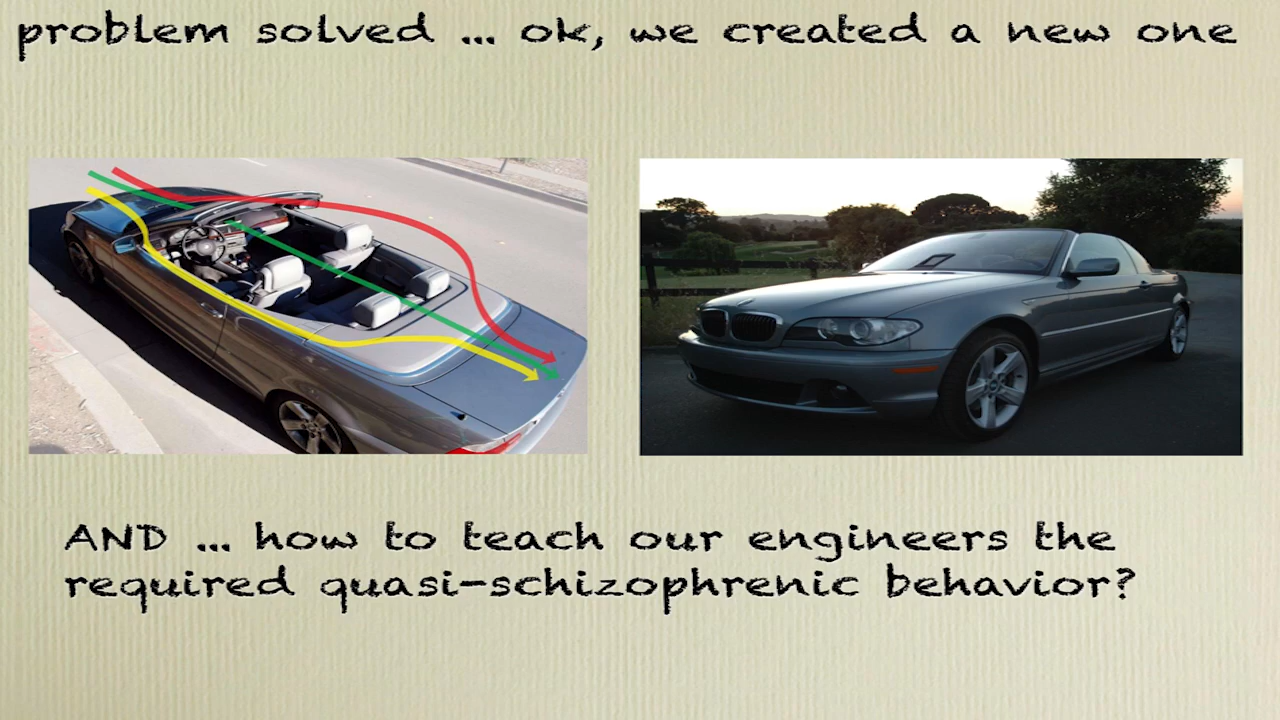 problem solved ... ok, we created a new one
AND ... how to teach our engineers the
required quasi-schizophrenic behavior?